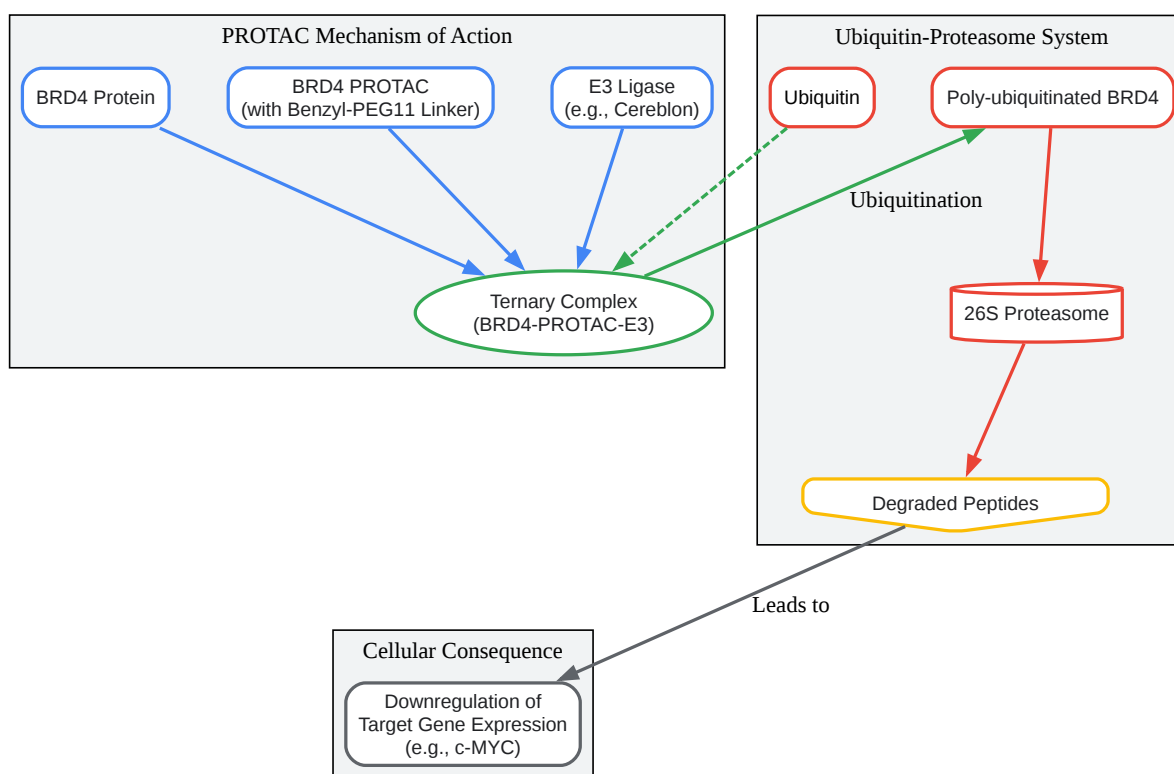 PROTAC Mechanism of Action
BRD4 Protein
BRD4 PROTAC
(with Benzyl-PEG11 Linker)
E3 Ligase
(e.g., Cereblon)
Ternary Complex
(BRD4-PROTAC-E3)
Ubiquitin-Proteasome System
Ubiquitin
Poly-ubiquitinated BRD4
Ubiquitination
26S Proteasome
Degraded Peptides
Leads to
Cellular Consequence
Downregulation of
Target Gene Expression
(e.g., c-MYC)